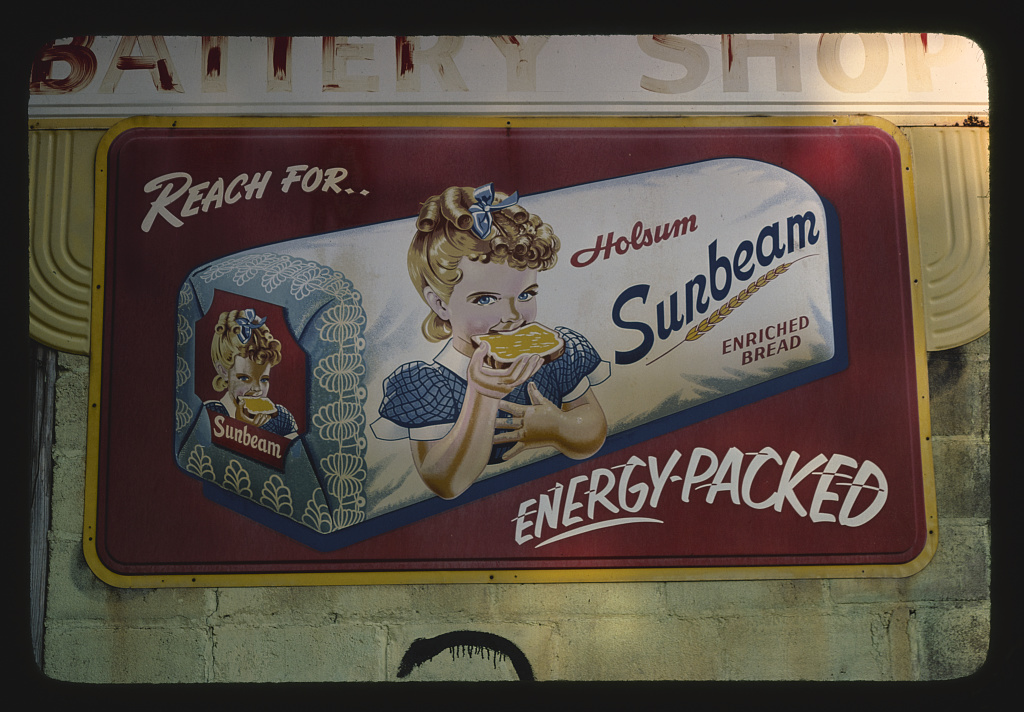 BATTERY SHOP
REACH FOR..
Holsum
Sunbeam
ENRICHED
BREAD
Sunbeam
ENERGY-PACKED